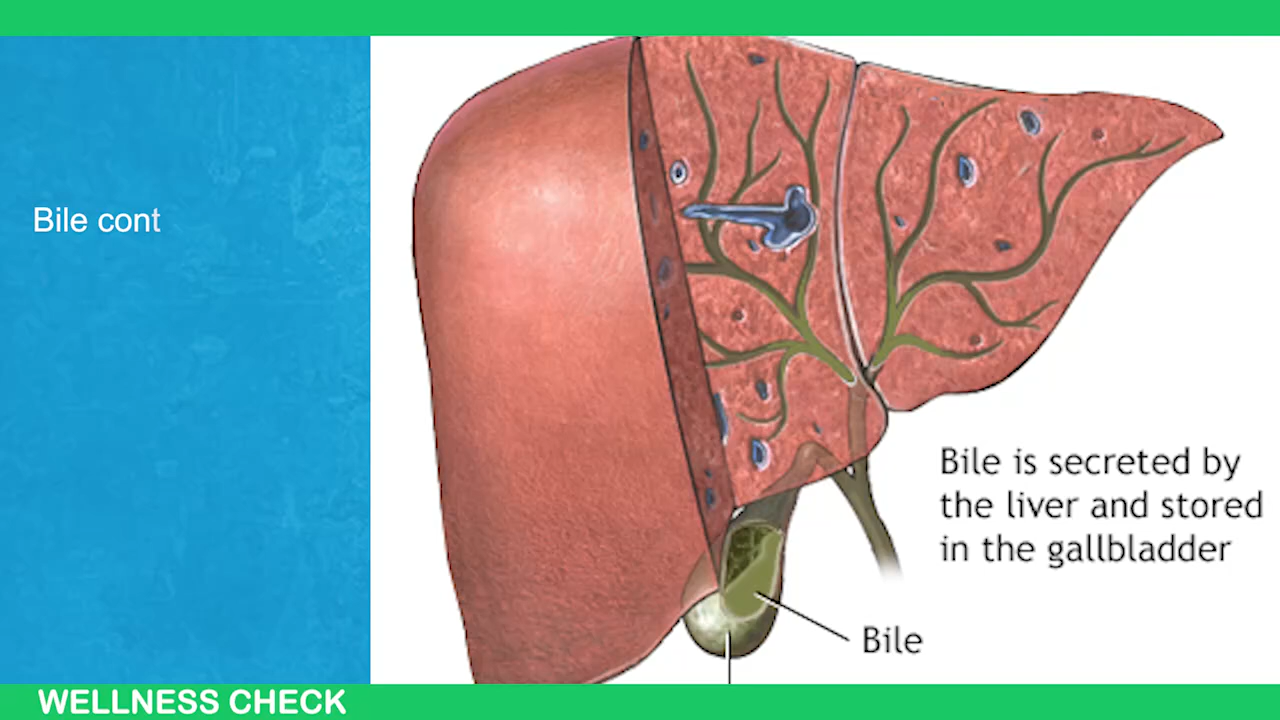 Bile cont
Bile is secreted by
the liver and stored
in the gallbladder
Bile
WELLNESS CHECK